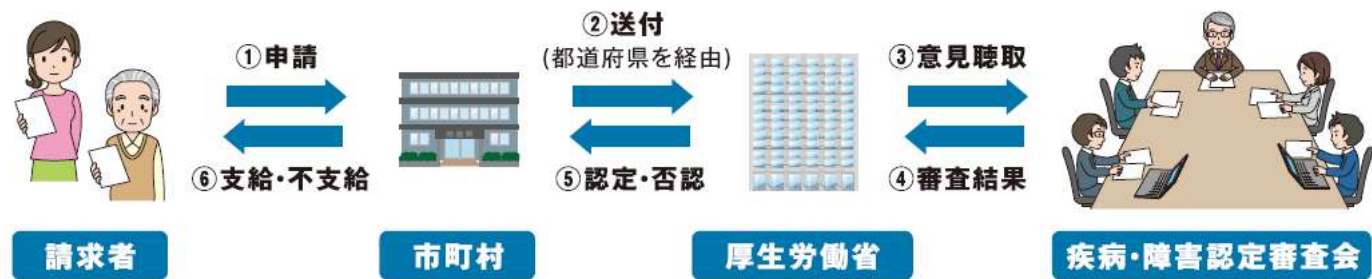 ①申請
②送付
(都道府県を経由)
③意見聴取
⑥支給・不支給
⑤認定・否認
④審査結果
請求者
市町村
厚生労働省
疾病・障害認定審査会